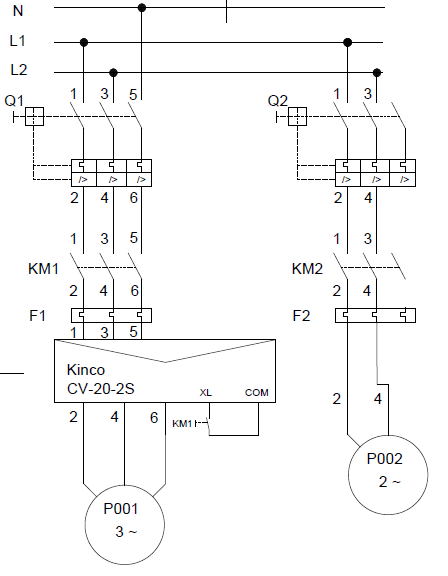 N
L1
L2
1 3 5 1 3
Q1 Q2
/> /> /> /> /> />
2 4 6 2 4
1 3 5 1 3
KM1 KM2
2 4 6 2 4
F1 F2
1 3 5
Kinco
CV-20-2S XL COM
2 4
2 4 6 KM1
P002
2 ~
P001
3 ~